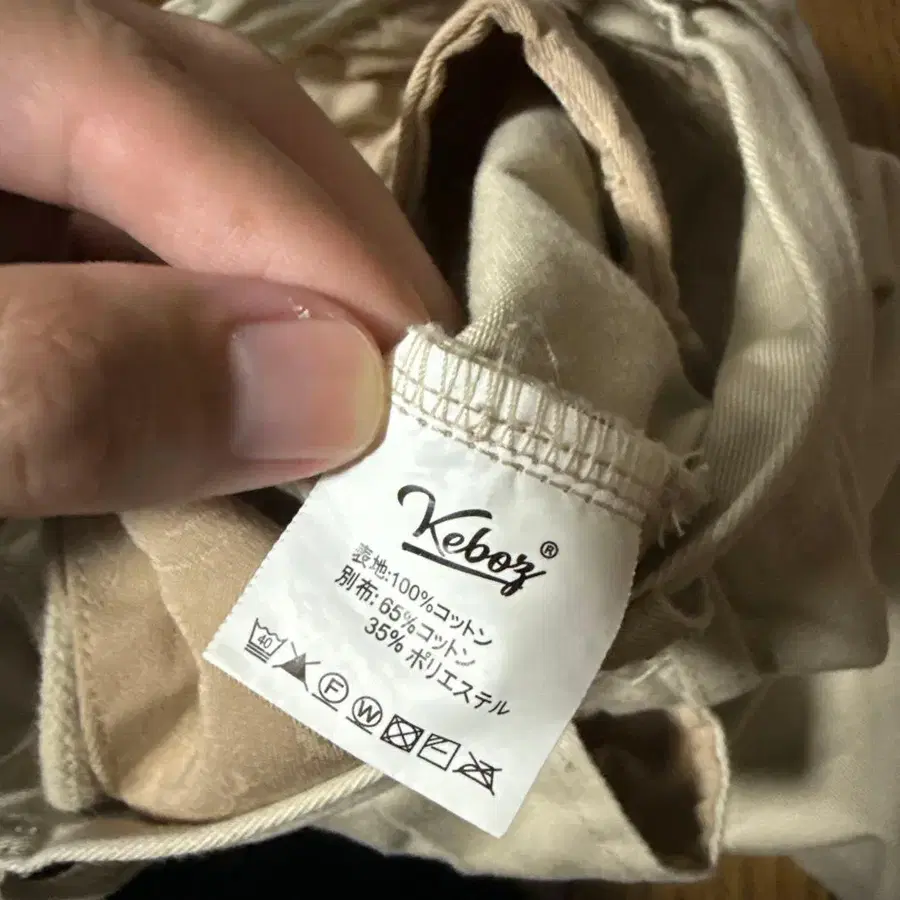 Keboz®
表地:100%コットン
別布:65%コットン
35% ポリエステル
40
F W